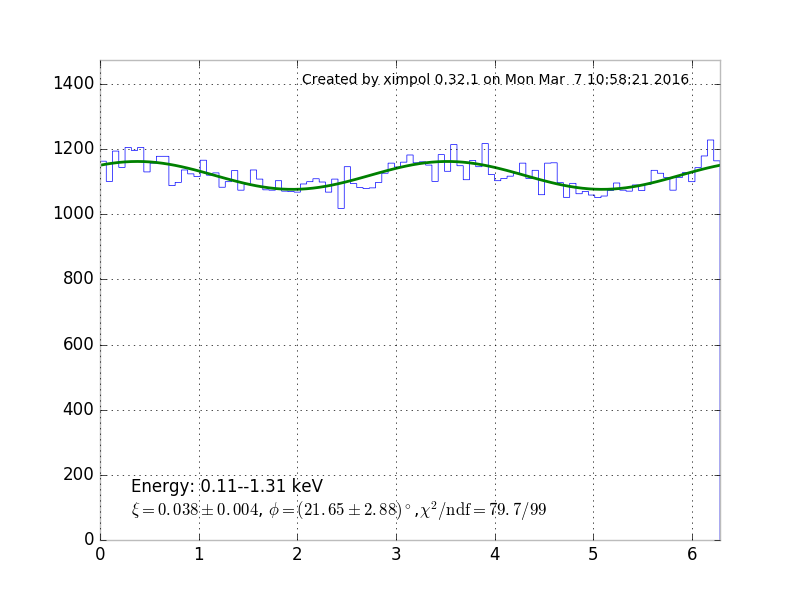 Created by ximpol 0.32.1 on Mon Mar  7 10:58:21 2016
1400
1200
1000
800
600
400
200
0
Energy: 0.11--1.31 keV
ξ=0.038±0.004, ϕ=(21.65±2.88)°,χ²/ndf=79.7/99
0 1 2 3 4 5 6